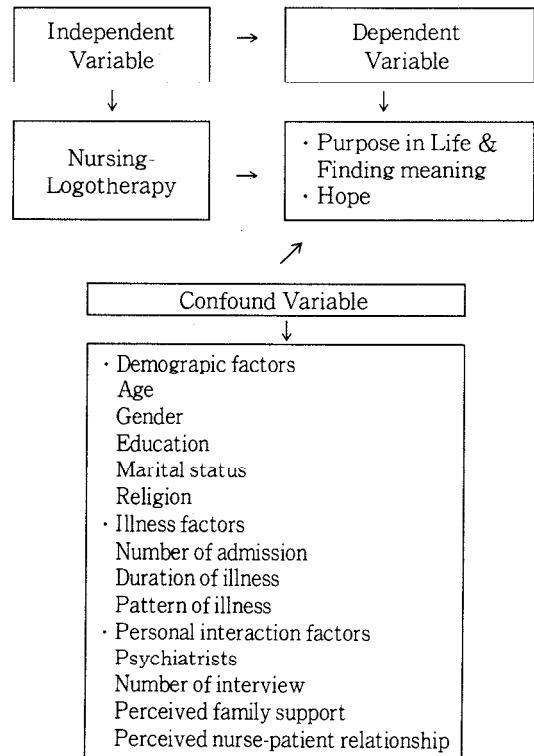 Independent
Variable
→
Dependent
Variable
↓
↓
Nursing-
Logotherapy
→
· Purpose in Life &
Finding meaning
· Hope
↗
Confound Variable
↓
· Demograpic factors
Age
Gender
Education
Marital status
Religion
· Illness factors
Number of admission
Duration of illness
Pattern of illness
· Personal interaction factors
Psychiatrists
Number of interview
Perceived family support
Perceived nurse-patient relationship